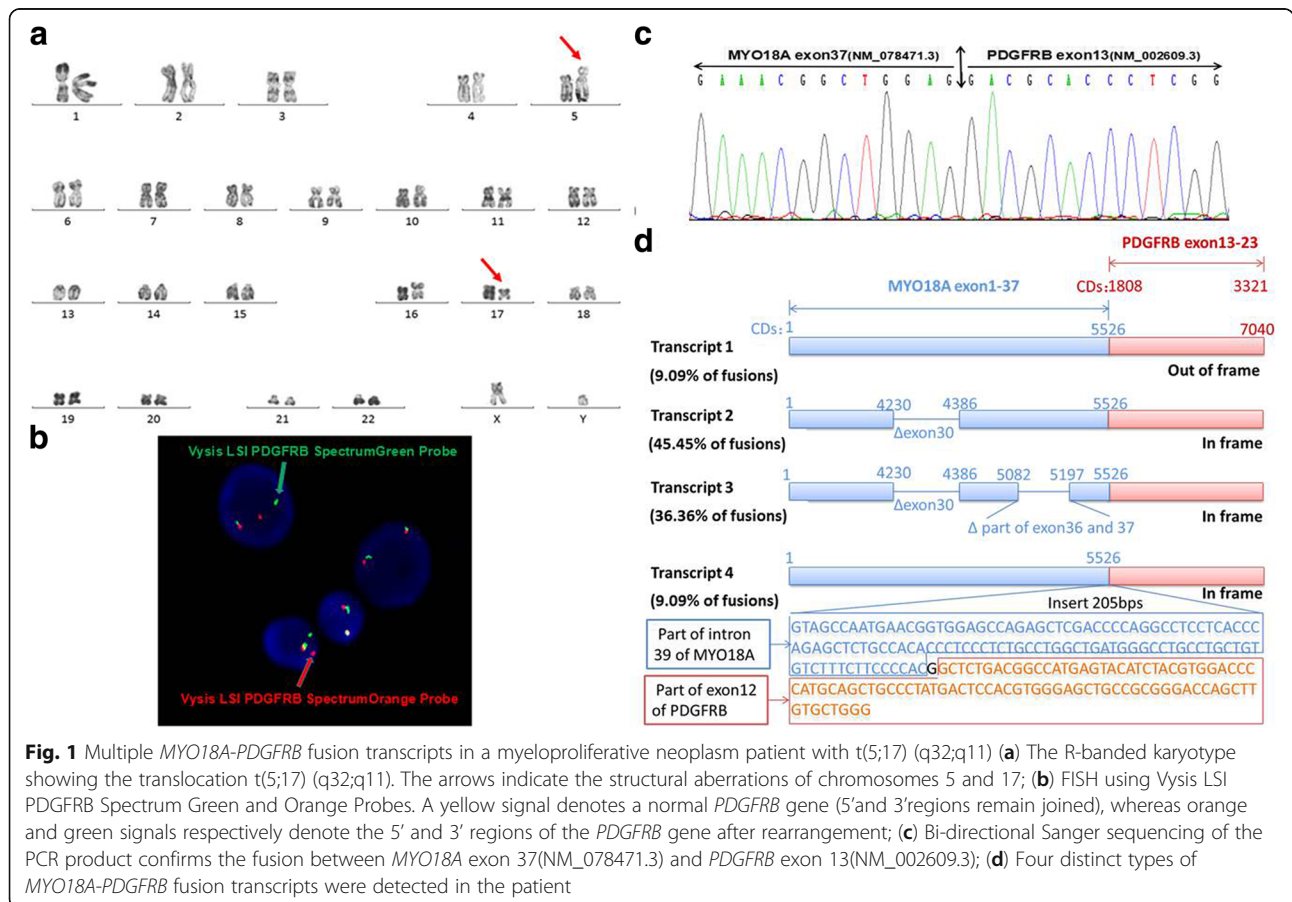 a
1 2 3 4 5
6 7 8 9 10 11 12
13 14 15 16 17 18
19 20 21 22 X Y
b
Vysis LSI PDGFRB SpectrumGreen Probe
Vysis LSI PDGFRB SpectrumOrange Probe
c
MYO18A exon37(NM_078471.3) PDGFRB exon13(NM_002609.3)
G A A A C G G C T G G A G G A C G C A C C C T C G G
d
PDGFRB exon13-23
MYO18A exon1-37 CDs:1808 3321
CDs: 1 5526 7040
Transcript 1
(9.09% of fusions) Out of frame
1 4230 4386 5526
Transcript 2
(45.45% of fusions) Δexon30 In frame
1 4230 4386 5082 5197 5526
Transcript 3
(36.36% of fusions) Δexon30 In frame
Δ part of exon36 and 37
1 5526
Transcript 4
(9.09% of fusions) In frame
Insert 205bps
Part of intron
39 of MYO18A
GTAGCCAATGAACGGTGGAGCCAGAGCTCGACCCCAGGCCTCCTCACCC
AGAGCTCTGCCACACCCTCCCTCTGCCTGGCTGATGGGCCTGCCTGCTGT
GTCTTTCTTCCCCACGGCTCTGACGGCCATGAGTACATCTACGTGGACCC
Part of exon12
of PDGFRB
CATGCAGCTGCCCTATGACTCCACGTGGGAGCTGCCGCGGGACCAGCTT
GTGCTGGG
Fig. 1 Multiple MYO18A-PDGFRB fusion transcripts in a myeloproliferative neoplasm patient with t(5;17) (q32;q11) (a) The R-banded karyotype
showing the translocation t(5;17) (q32;q11). The arrows indicate the structural aberrations of chromosomes 5 and 17; (b) FISH using Vysis LSI
PDGFRB Spectrum Green and Orange Probes. A yellow signal denotes a normal PDGFRB gene (5'and 3'regions remain joined), whereas orange
and green signals respectively denote the 5' and 3' regions of the PDGFRB gene after rearrangement; (c) Bi-directional Sanger sequencing of the
PCR product confirms the fusion between MYO18A exon 37(NM_078471.3) and PDGFRB exon 13(NM_002609.3); (d) Four distinct types of
MYO18A-PDGFRB fusion transcripts were detected in the patient